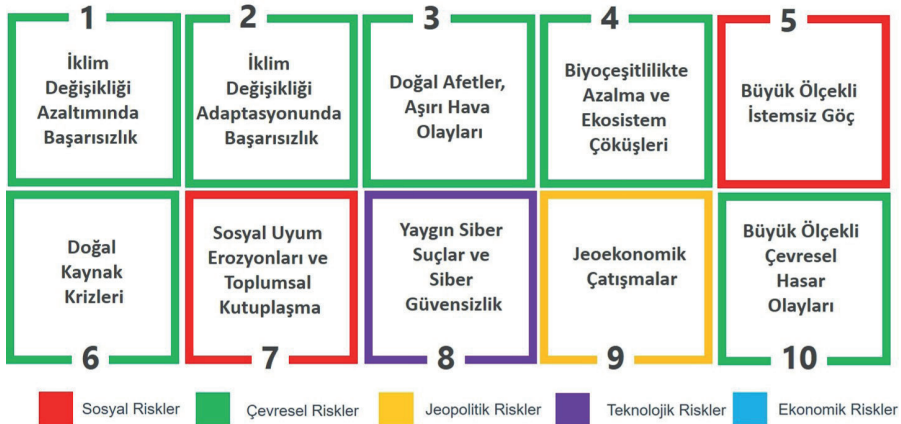 1
İklim
Değişikliği
Azaltımında
Başarısızlık
2
İklim
Değişikliği
Adaptasyonunda
Başarısızlık
3
Doğal Afetler,
Aşırı Hava
Olayları
4
Biyoçeşitlilikte
Azalma ve
Ekosistem
Çöküşleri
5
Büyük Ölçekli
İstemsiz Göç
Doğal
Kaynak
Krizleri
6
Sosyal Uyum
Erozyonları ve
Toplumsal
Kutuplaşma
7
Yaygın Siber
Suçlar ve
Siber
Güvensizlik
8
Jeoekonomik
Çatışmalar
9
Büyük Ölçekli
Çevresel
Hasar
Olayları
10
Sosyal Riskler
Çevresel Riskler
Jeopolitik Riskler
Teknolojik Riskler
Ekonomik Riskler